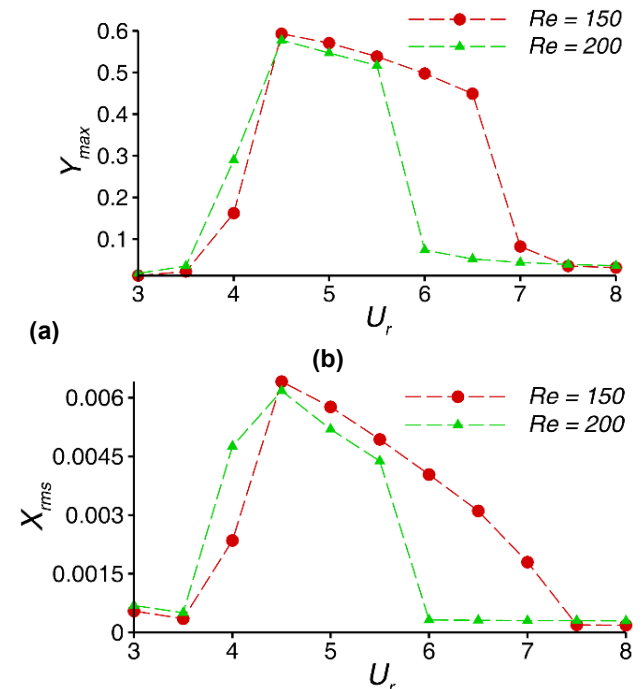 Re = 150
Re = 200
0.6
0.5
0.4
0.3
0.2
0.1
Y_max
3 4 5 6 7 8
U_r
(a)
(b)
Re = 150
Re = 200
0.006
0.0045
0.003
0.0015
0
X_rms
3 4 5 6 7 8
U_r